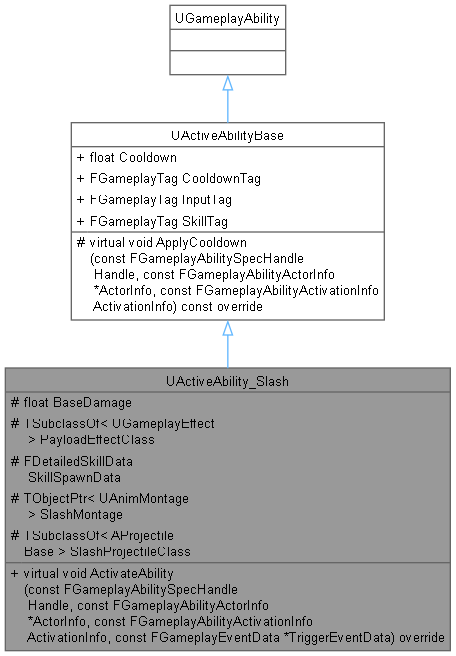 UGameplayAbility
UActiveAbilityBase
+ float Cooldown
+ FGameplayTag CooldownTag
+ FGameplayTag InputTag
+ FGameplayTag SkillTag
# virtual void ApplyCooldown
(const FGameplayAbilitySpecHandle
Handle, const FGameplayAbilityActorInfo
*ActorInfo, const FGameplayAbilityActivationInfo
ActivationInfo) const override
UActiveAbility_Slash
# float BaseDamage
# TSubclassOf< UGameplayEffect
> PayloadEffectClass
# FDetailedSkillData
SkillSpawnData
# TObjectPtr< UAnimMontage
> SlashMontage
# TSubclassOf< AProjectile
Base > SlashProjectileClass
+ virtual void ActivateAbility
(const FGameplayAbilitySpecHandle
Handle, const FGameplayAbilityActorInfo
*ActorInfo, const FGameplayAbilityActivationInfo
ActivationInfo, const FGameplayEventData *TriggerEventData) override